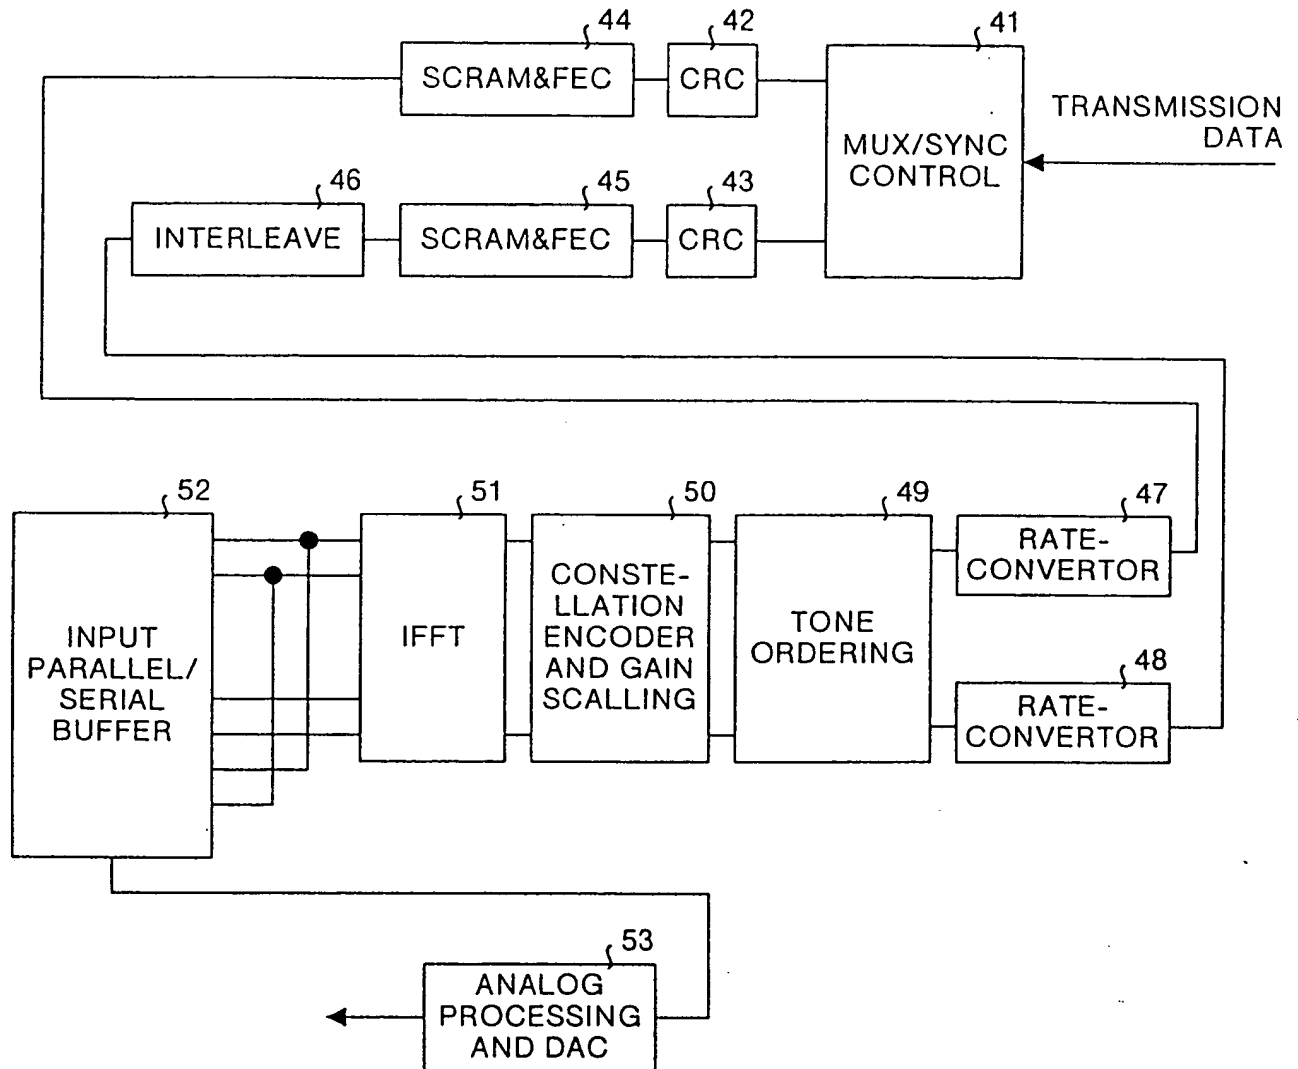 44
42
41
SCRAM&FEC
CRC
MUX/SYNC
CONTROL
TRANSMISSION
DATA
46
45
43
INTERLEAVE
SCRAM&FEC
CRC
52
51
50
49
47
INPUT
PARALLEL/
SERIAL
BUFFER
IFFT
CONSTE-
LLATION
ENCODER
AND GAIN
SCALLING
TONE
ORDERING
RATE-
CONVERTOR
48
RATE-
CONVERTOR
53
ANALOG
PROCESSING
AND DAC